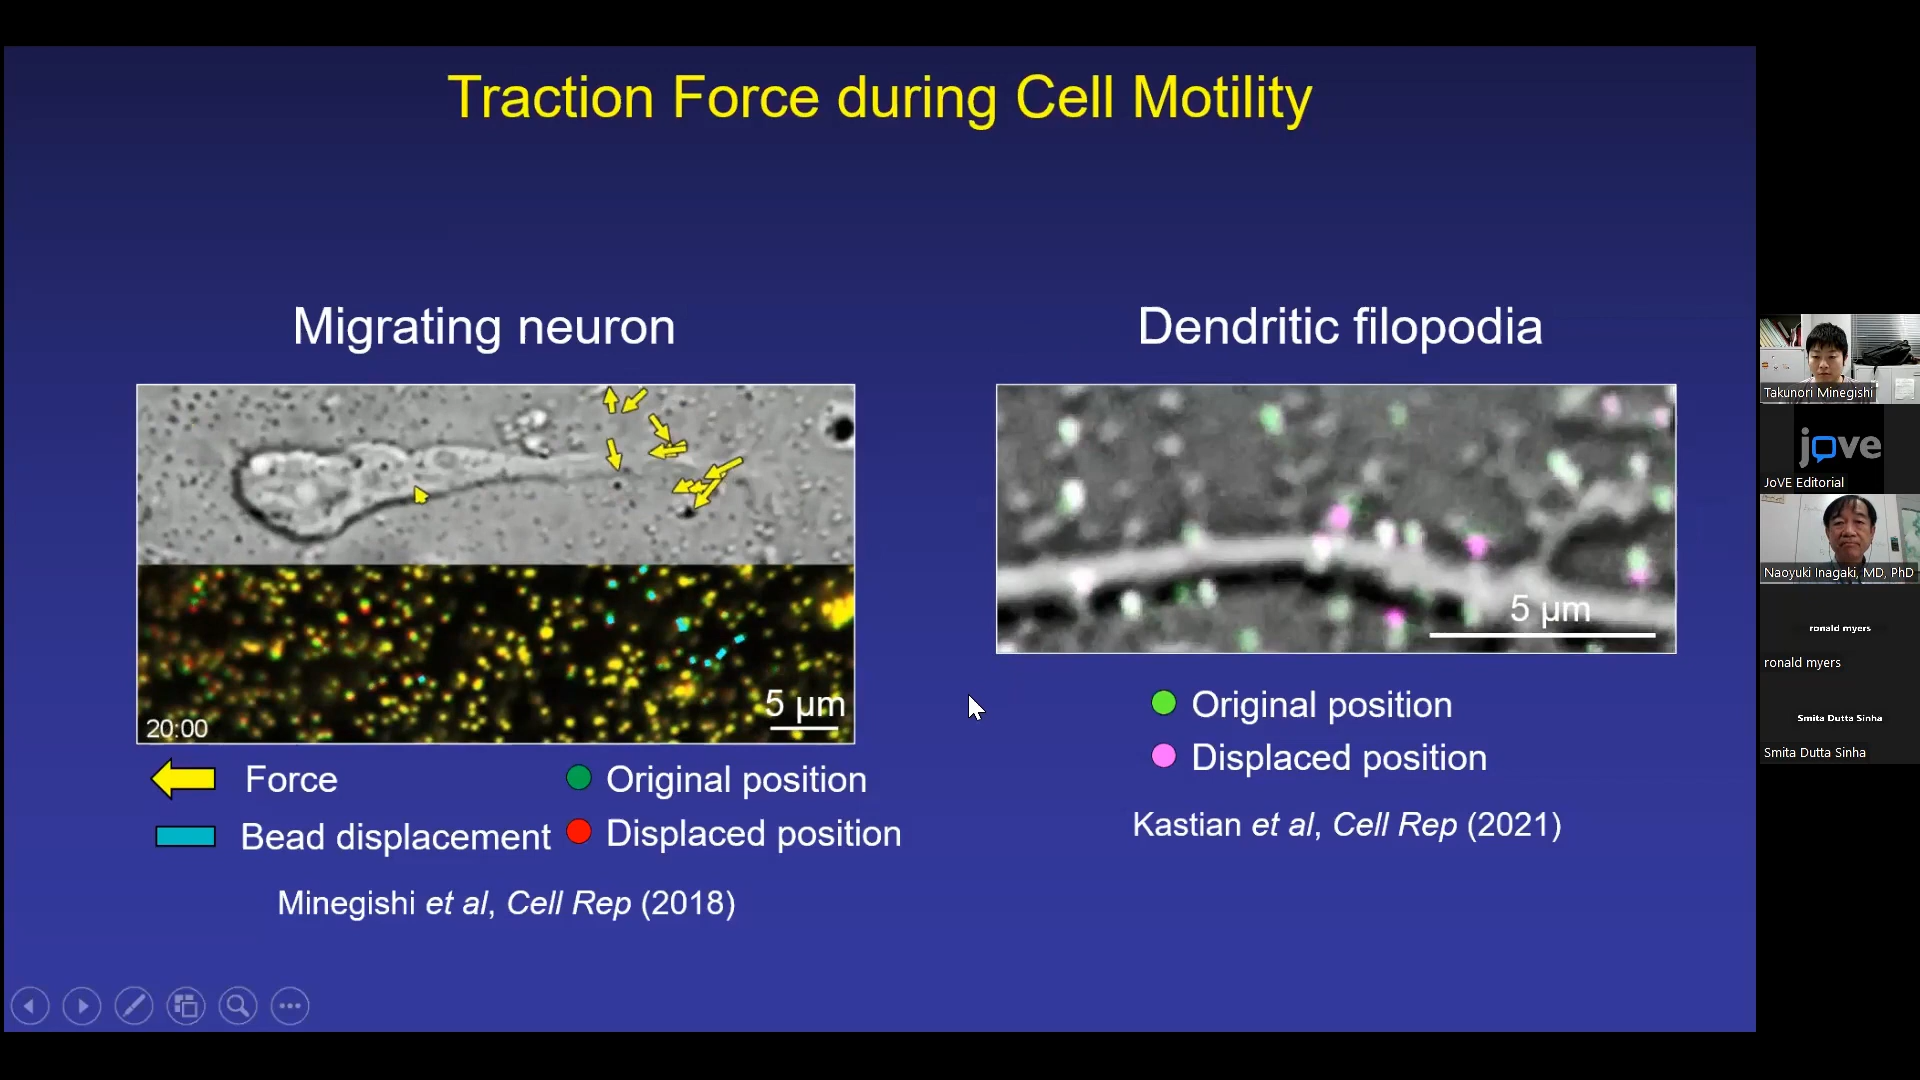 Traction Force during Cell Motility
Migrating neuron
Dendritic filopodia
5 µm
20:00
5 µm
Force
Original position
Bead displacement
Displaced position
Minegishi et al, Cell Rep (2018)
Original position
Displaced position
Kastian et al, Cell Rep (2021)
Takunori Minegishi
jove
JoVE Editorial
Naoyuki Inagaki, MD, PhD
ronald myers
ronald myers
Smita Dutta Sinha
Smita Dutta Sinha